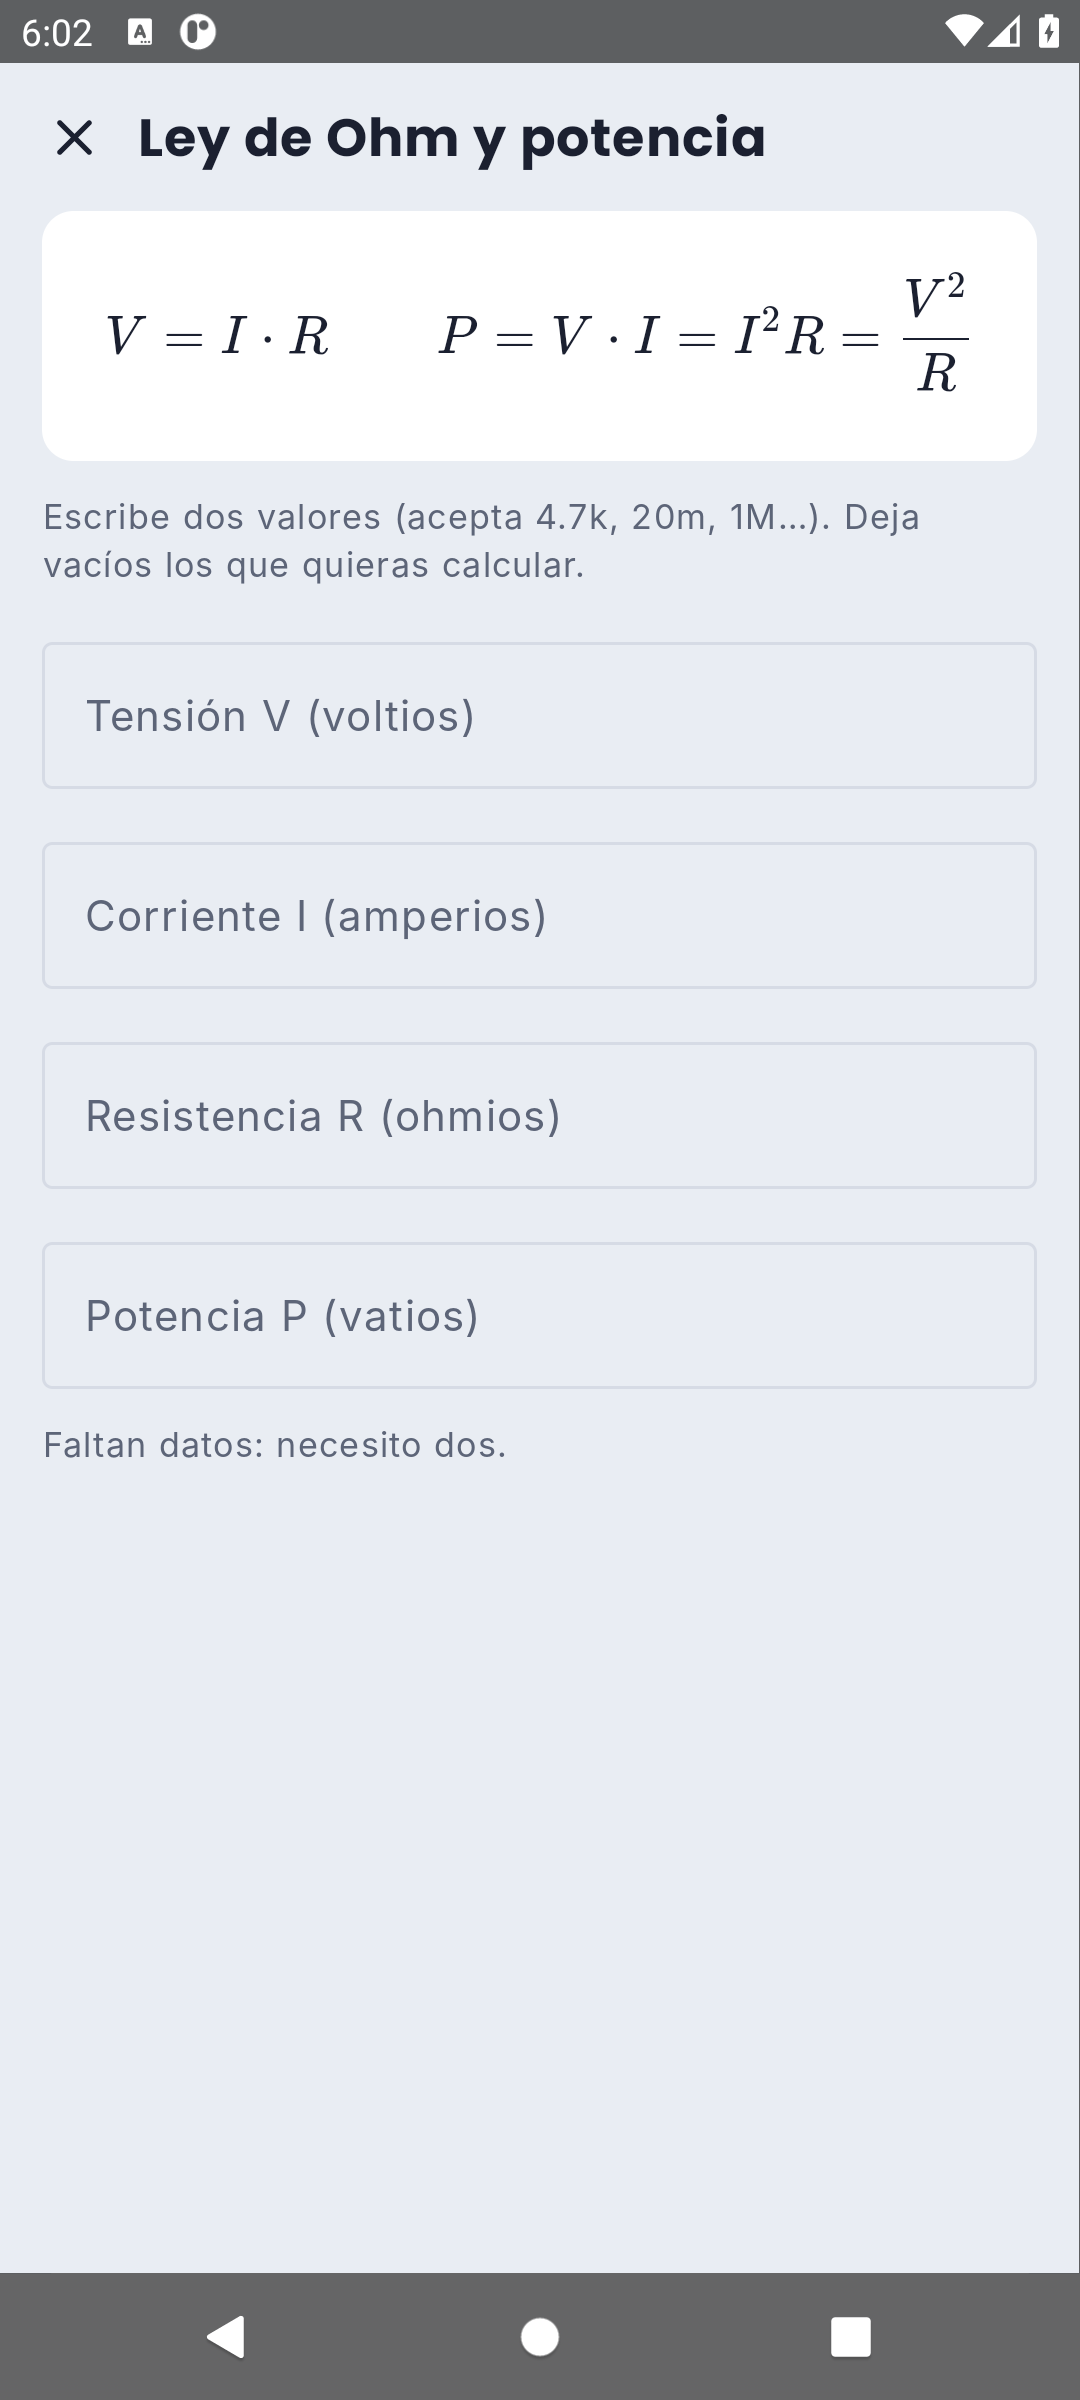 6:02
Ley de Ohm y potencia
V = I · R  P = V · I = I²R = V²/R
Escribe dos valores (acepta 4.7k, 20m, 1M...). Deja
vacíos los que quieras calcular.
Tensión V (voltios)
Corriente I (amperios)
Resistencia R (ohmios)
Potencia P (vatios)
Faltan datos: necesito dos.